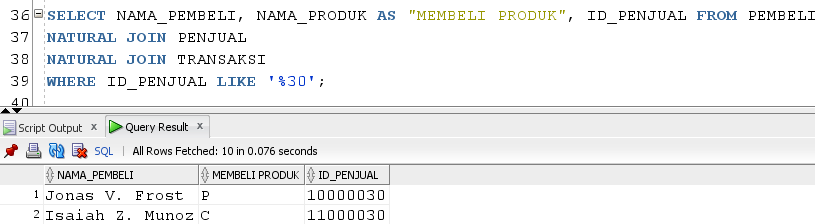 36 SELECT NAMA_PEMBELI, NAMA_PRODUK AS "MEMBELI PRODUK", ID_PENJUAL FROM PEMBELI
37 NATURAL JOIN PENJUAL
38 NATURAL JOIN TRANSAKSI
39 WHERE ID_PENJUAL LIKE '%30';
40
Script Output x Query Result x
SQL | All Rows Fetched: 10 in 0.076 seconds
NAMA_PEMBELI MEMBELI PRODUK ID_PENJUAL
1 Jonas V. Frost P 10000030
2 Isaiah Z. Munoz C 11000030